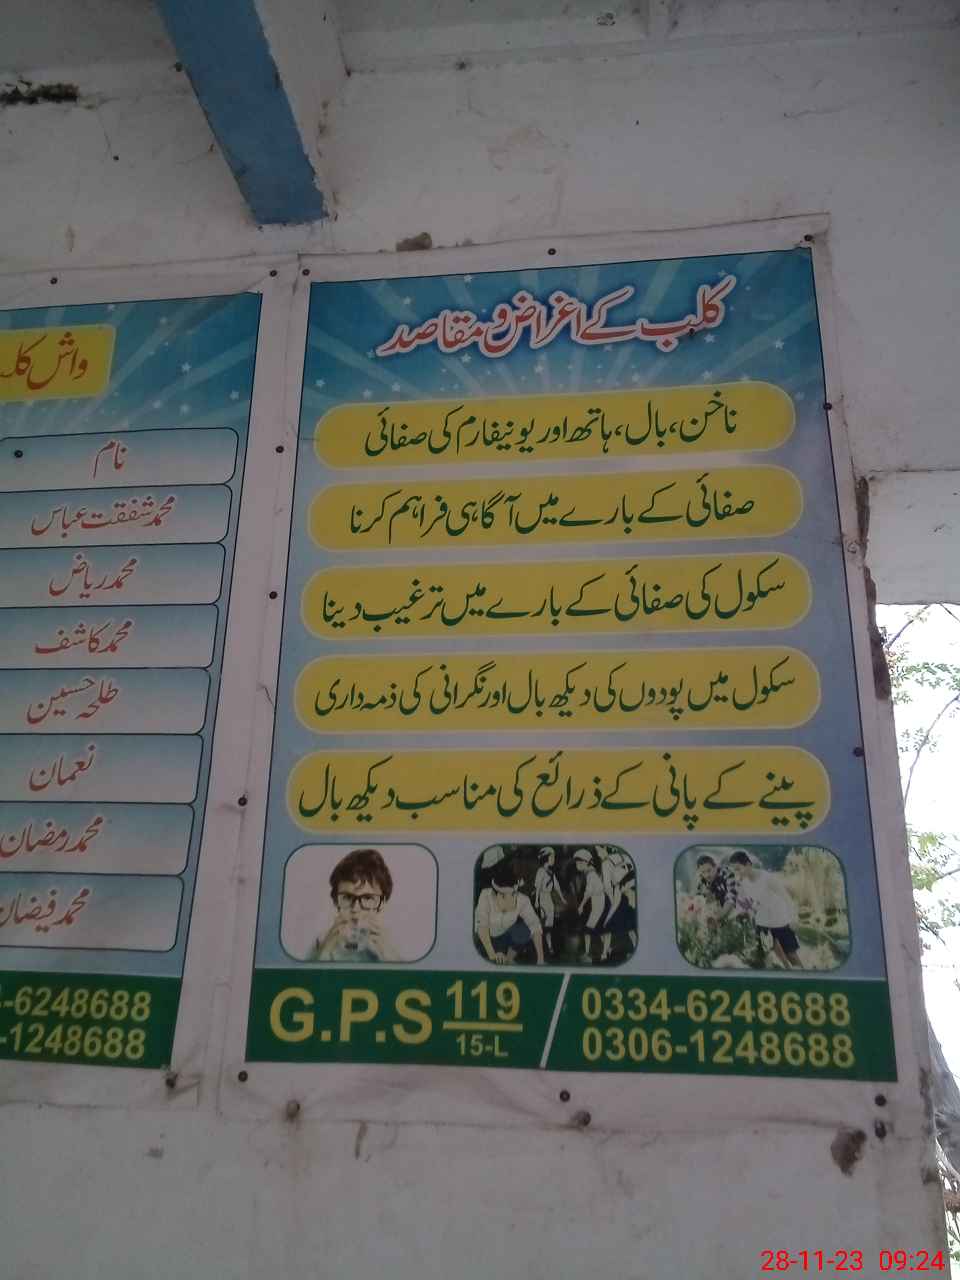 کلب کے اغراض و مقاصد
ناخن، بال، ہاتھ اور یونیفارم کی صفائی
صفائی کے بارے میں آگاہی فراہم کرنا
سکول کی صفائی کے بارے میں ترغیب دینا
سکول میں پودوں کی دیکھ بال اور نگرانی کی ذمہ داری
پینے کے پانی کے ذرائع کی مناسب دیکھ بال
G.P.S 119
15-L
0334-6248688
0306-1248688
واش
نام
محمد شفقت عباس
محمد ریاض
محمد کاشف
طلحہ حسین
نعمان
محمد رمضان
محمد فیضان
-6248688
-1248688
28-11-23 09:24